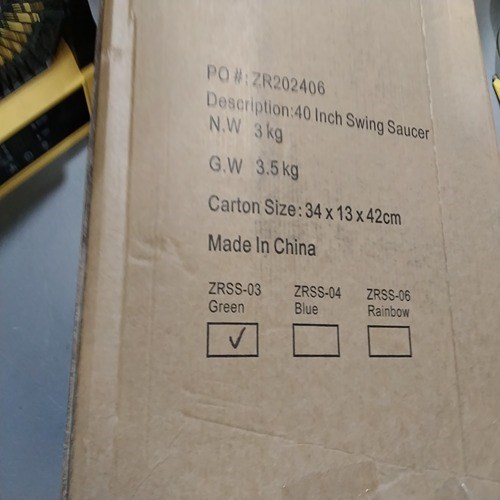 PO #: ZR202406
Description:40 Inch Swing Saucer
N.W 3 kg
G.W 3.5 kg
Carton Size: 34 x 13 x 42cm
Made In China
ZRSS-03 ZRSS-04 ZRSS-06
Green Blue Rainbow